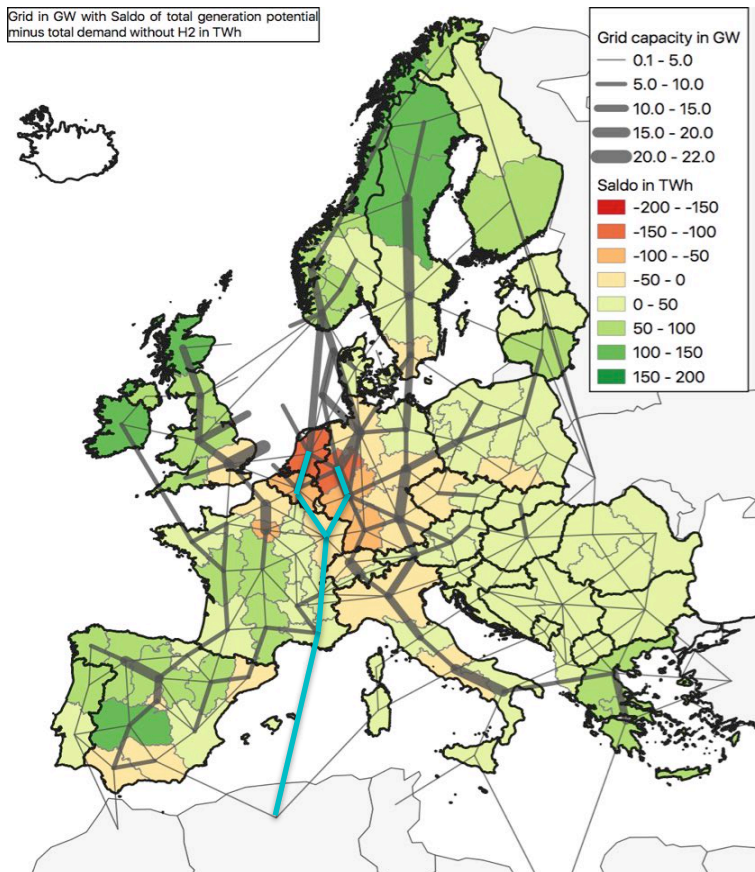 Grid in GW with Saldo of total generation potential
minus total demand without H2 in TWh
Grid capacity in GW
0.1 - 5.0
5.0 - 10.0
10.0 - 15.0
15.0 - 20.0
20.0 - 22.0
Saldo in TWh
-200 - -150
-150 - -100
-100 - -50
-50 - 0
0 - 50
50 - 100
100 - 150
150 - 200